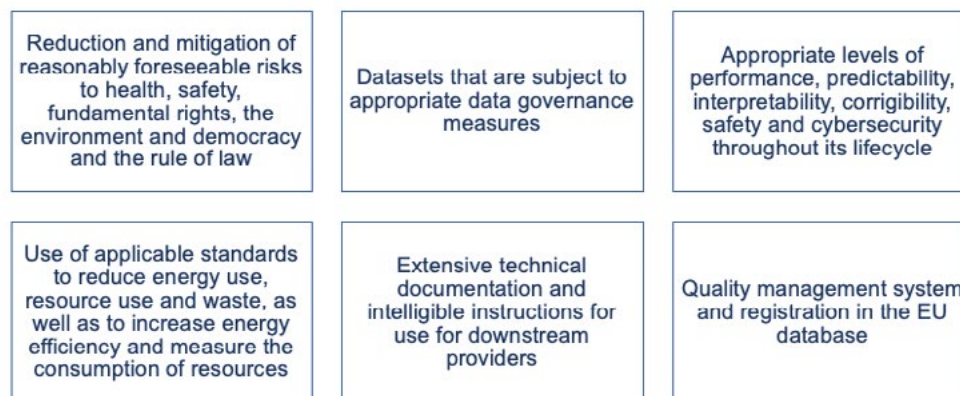 Reduction and mitigation of
reasonably foreseeable risks
to health, safety,
fundamental rights, the
environment and democracy
and the rule of law
Datasets that are subject to
appropriate data governance
measures
Appropriate levels of
performance, predictability,
interpretability, corrigibility,
safety and cybersecurity
throughout its lifecycle
Use of applicable standards
to reduce energy use,
resource use and waste, as
well as to increase energy
efficiency and measure the
consumption of resources
Extensive technical
documentation and
intelligible instructions for
use for downstream
providers
Quality management system
and registration in the EU
database